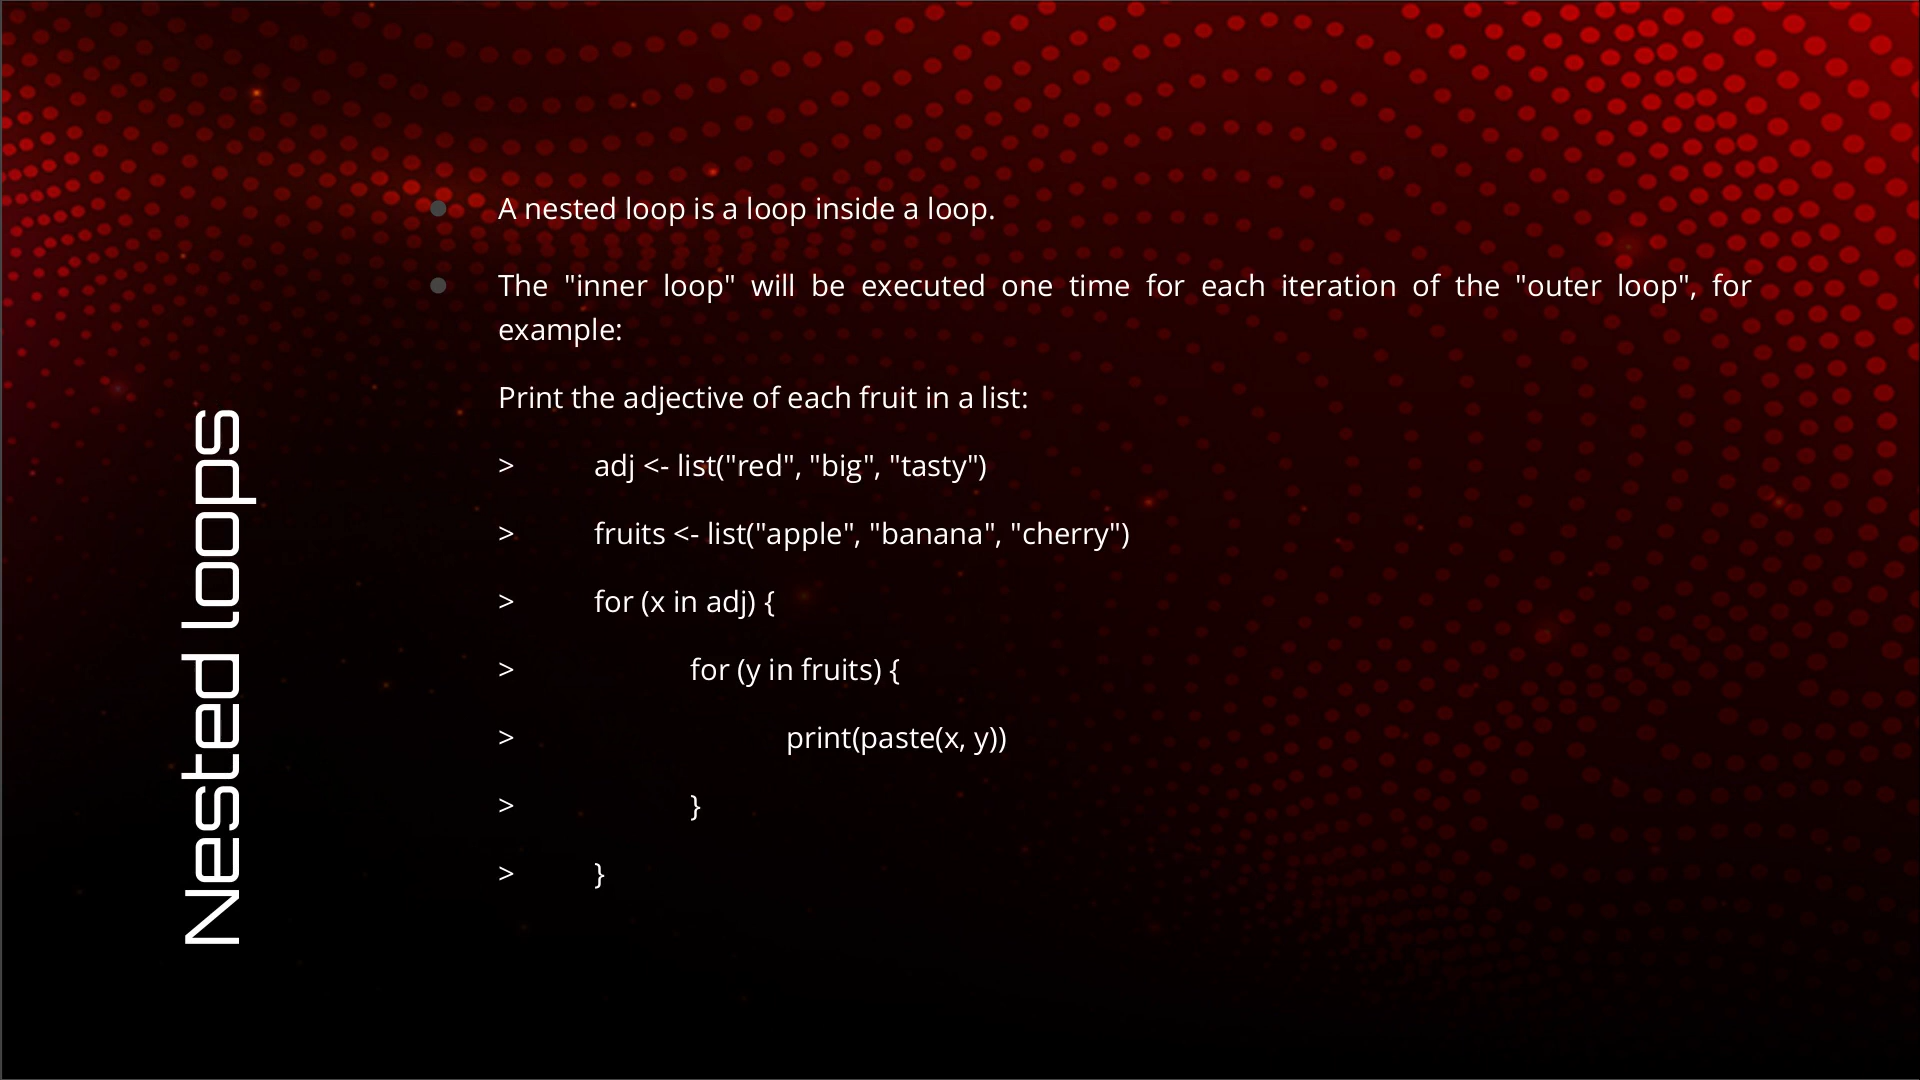 Nested loops
A nested loop is a loop inside a loop.
The "inner loop" will be executed one time for each iteration of the "outer loop", for
example:
Print the adjective of each fruit in a list:
> adj <- list("red", "big", "tasty")
> fruits <- list("apple", "banana", "cherry")
> for (x in adj) {
> for (y in fruits) {
> print(paste(x, y))
> }
> }